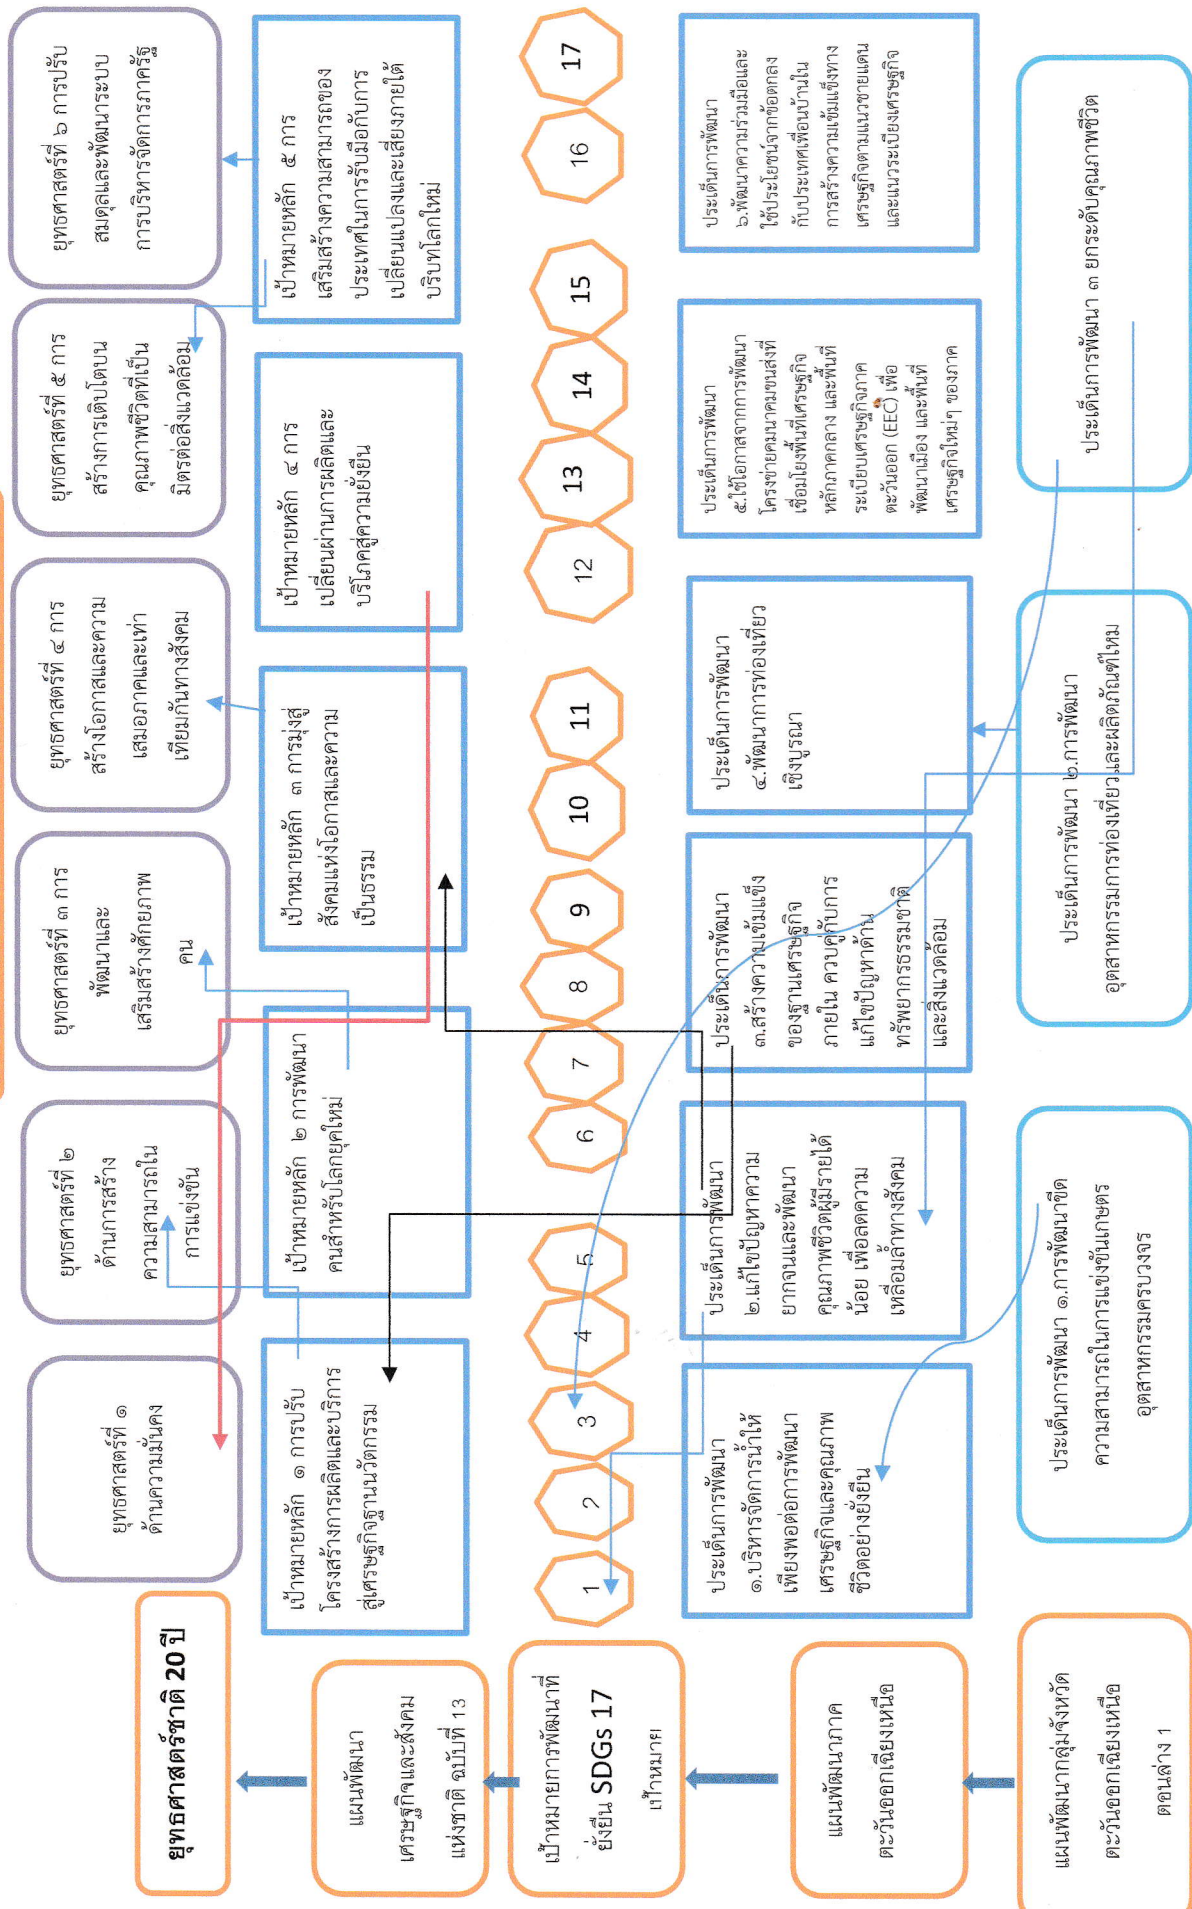 ยุทธศาสตร์ชาติ 20 ปี
ยุทธศาสตร์ที่ ๑
ด้านความมั่นคง
ยุทธศาสตร์ที่ ๒
ด้านการสร้าง
ความสามารถใน
การแข่งขัน
ยุทธศาสตร์ที่ ๓ การ
พัฒนาและ
เสริมสร้างศักยภาพ
คน
ยุทธศาสตร์ที่ ๔ การ
สร้างโอกาสและความ
เสมอภาคและเท่า
เทียมกันทางสังคม
ยุทธศาสตร์ที่ ๕ การ
สร้างการเติบโตบน
คุณภาพชีวิตที่เป็น
มิตรต่อสิ่งแวดล้อม
ยุทธศาสตร์ที่ ๖ การปรับ
สมดุลและพัฒนาระบบ
การบริหารจัดการภาครัฐ
แผนพัฒนา
เศรษฐกิจและสังคม
แห่งชาติ ฉบับที่ 13
เป้าหมายหลัก ๑ การปรับ
โครงสร้างการผลิตและบริการ
สู่เศรษฐกิจฐานนวัตกรรม
เป้าหมายหลัก ๒ การพัฒนา
คนสำหรับโลกยุคใหม่
เป้าหมายหลัก ๓ การมุ่งสู่
สังคมแห่งโอกาสและความ
เป็นธรรม
เป้าหมายหลัก ๔ การ
เปลี่ยนผ่านการผลิตและ
บริโภคสู่ความยั่งยืน
เป้าหมายหลัก ๕ การ
เสริมสร้างความสามารถของ
ประเทศในการรับมือกับการ
เปลี่ยนแปลงและเสี่ยงภายใต้
บริบทโลกใหม่
เป้าหมายการพัฒนาที่
ยั่งยืน SDGs 17
เป้าหมาย
1
2
3
4
5
6
7
8
9
10
11
12
13
14
15
16
17
แผนพัฒนาภาค
ตะวันออกเฉียงเหนือ
ประเด็นการพัฒนา
๑.บริหารจัดการน้ำให้
เพียงพอต่อการพัฒนา
เศรษฐกิจและคุณภาพ
ชีวิตอย่างยั่งยืน
ประเด็นการพัฒนา
๒.แก้ไขปัญหาความ
ยากจนและพัฒนา
คุณภาพชีวิตผู้มีรายได้
น้อย เพื่อลดความ
เหลื่อมล้ำทางสังคม
ประเด็นการพัฒนา
๓.สร้างความเข้มแข็ง
ของฐานเศรษฐกิจ
ภายใน ควบคู่กับการ
แก้ไขปัญหาด้าน
ทรัพยากรธรรมชาติ
และสิ่งแวดล้อม
ประเด็นการพัฒนา
๔.พัฒนาการท่องเที่ยว
เชิงบูรณา
ประเด็นการพัฒนา
๕.ใช้โอกาสจากการพัฒนา
โครงข่ายคมนาคมขนส่งที่
เชื่อมโยงพื้นที่เศรษฐกิจ
หลักภาคกลาง และพื้นที่
ระเบียบเศรษฐกิจภาค
ตะวันออก (EEC) เพื่อ
พัฒนาเมือง และพื้นที่
เศรษฐกิจใหม่ๆ ของภาค
ประเด็นการพัฒนา
๖.พัฒนาความร่วมมือและ
ใช้ประโยชน์จากข้อตกลง
กับประเทศเพื่อนบ้านใน
การสร้างความเข้มแข็งทาง
เศรษฐกิจตามแนวชายแดน
และแนวระเบียงเศรษฐกิจ
แผนพัฒนากลุ่มจังหวัด
ตะวันออกเฉียงเหนือ
ตอนล่าง 1
ประเด็นการพัฒนา ๑.การพัฒนาขีด
ความสามารถในการแข่งขันเกษตร
อุตสาหกรรมครบวงจร
ประเด็นการพัฒนา ๒.การพัฒนา
อุตสาหกรรมการท่องเที่ยวและผลิตภัณฑ์ไหม
ประเด็นการพัฒนา ๓ ยกระดับคุณภาพชีวิต